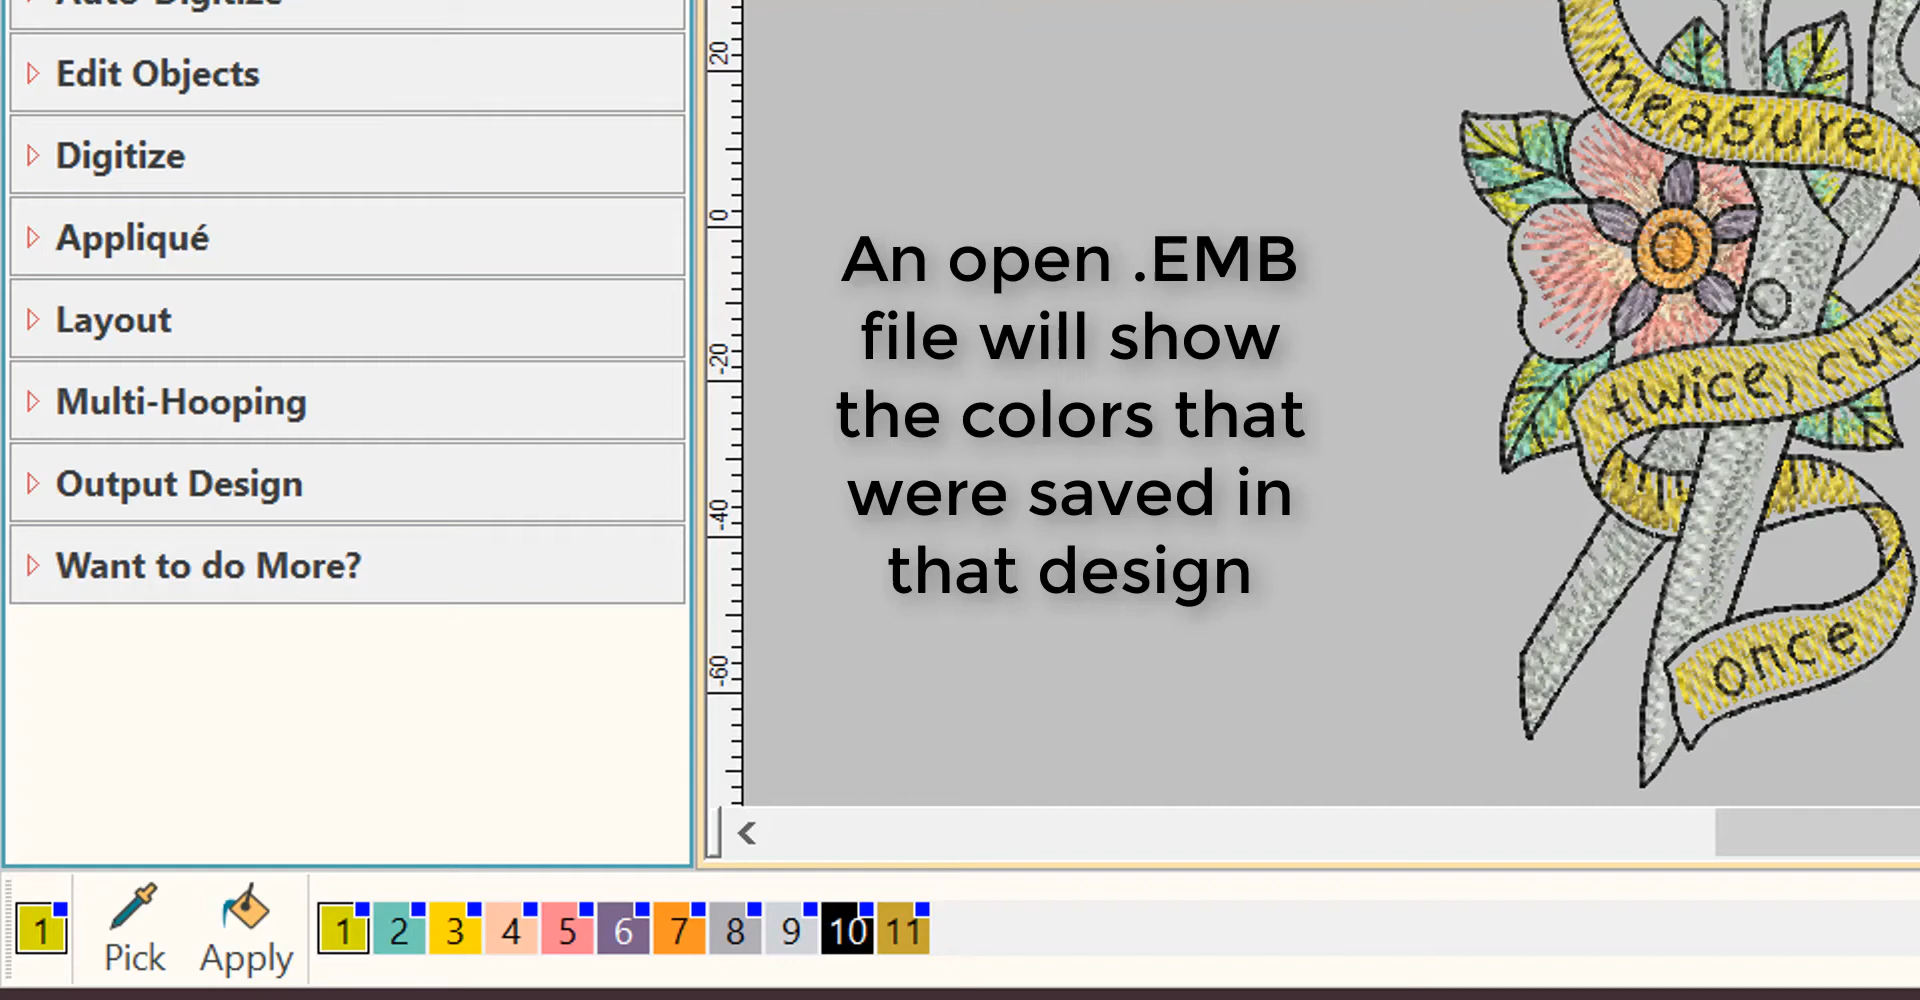 Auto-Digitize
Edit Objects
Digitize
Appliqué
Layout
Multi-Hooping
Output Design
Want to do More?
20
0
-20
-40
-60
An open .EMB
file will show
the colors that
were saved in
that design
measure
twice, cut
once
1
Pick
Apply
1 2 3 4 5 6 7 8 9 10 11